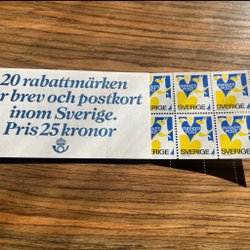 20 rabattmärken
r brev och postkort
inom Sverige.
Pris 25 kronor
SVERIGE
SVERIGE
SVERIGE
SVERIGE
SVERIGE
SVERIGE